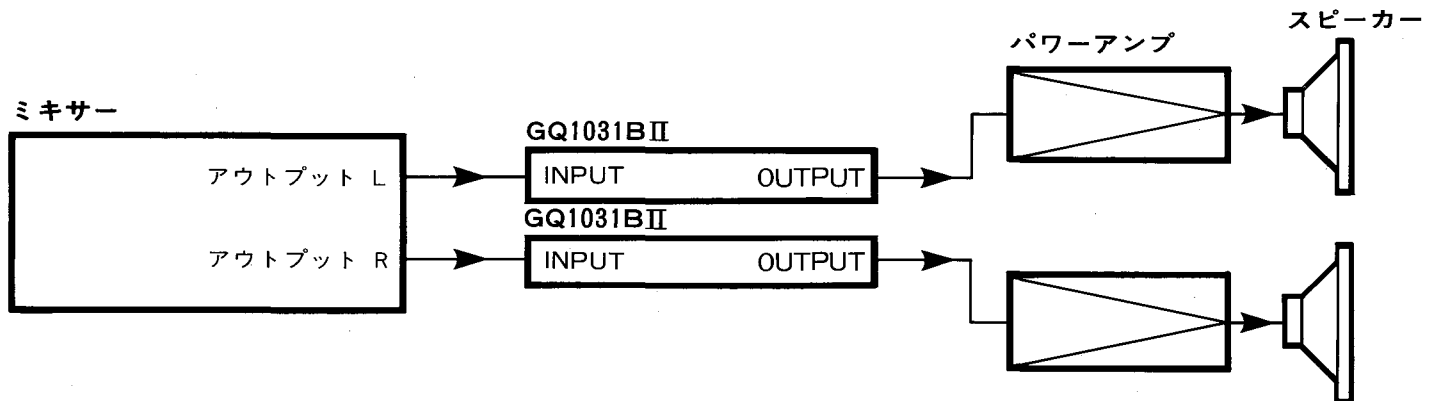 スピーカー
パワーアンプ
ミキサー
GQ1031BⅡ
アウトプット L
INPUT OUTPUT
GQ1031BⅡ
アウトプット R
INPUT OUTPUT